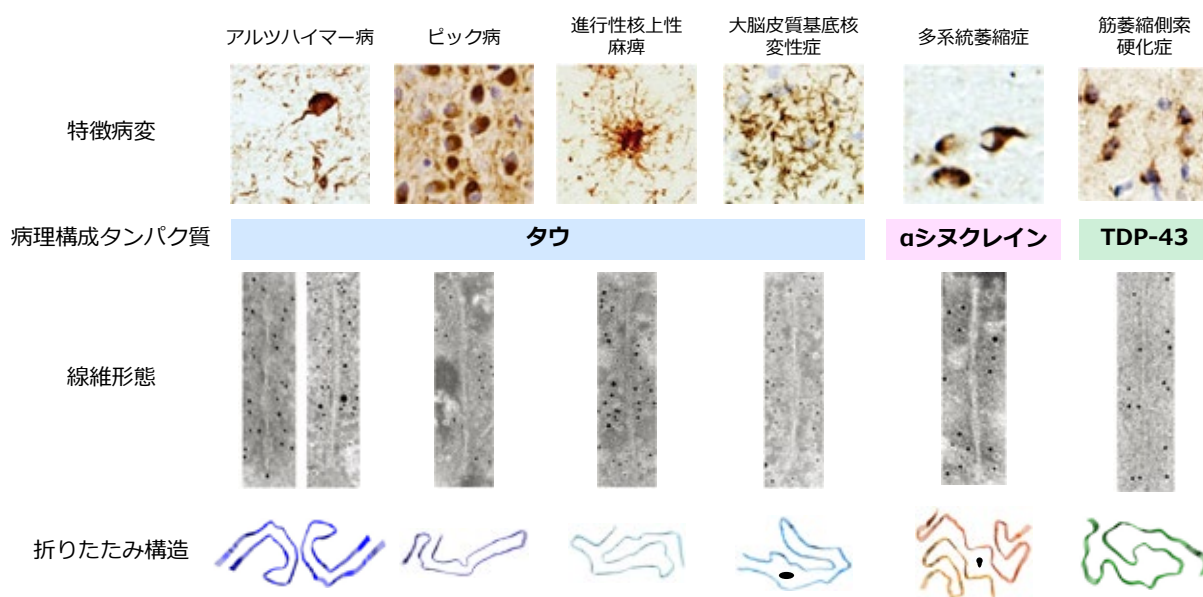 アルツハイマー病
ピック病
進行性核上性
麻痺
大脳皮質基底核
変性症
多系統萎縮症
筋萎縮側索
硬化症
特徴病変
病理構成タンパク質
タウ
αシヌクレイン
TDP-43
線維形態
折りたたみ構造